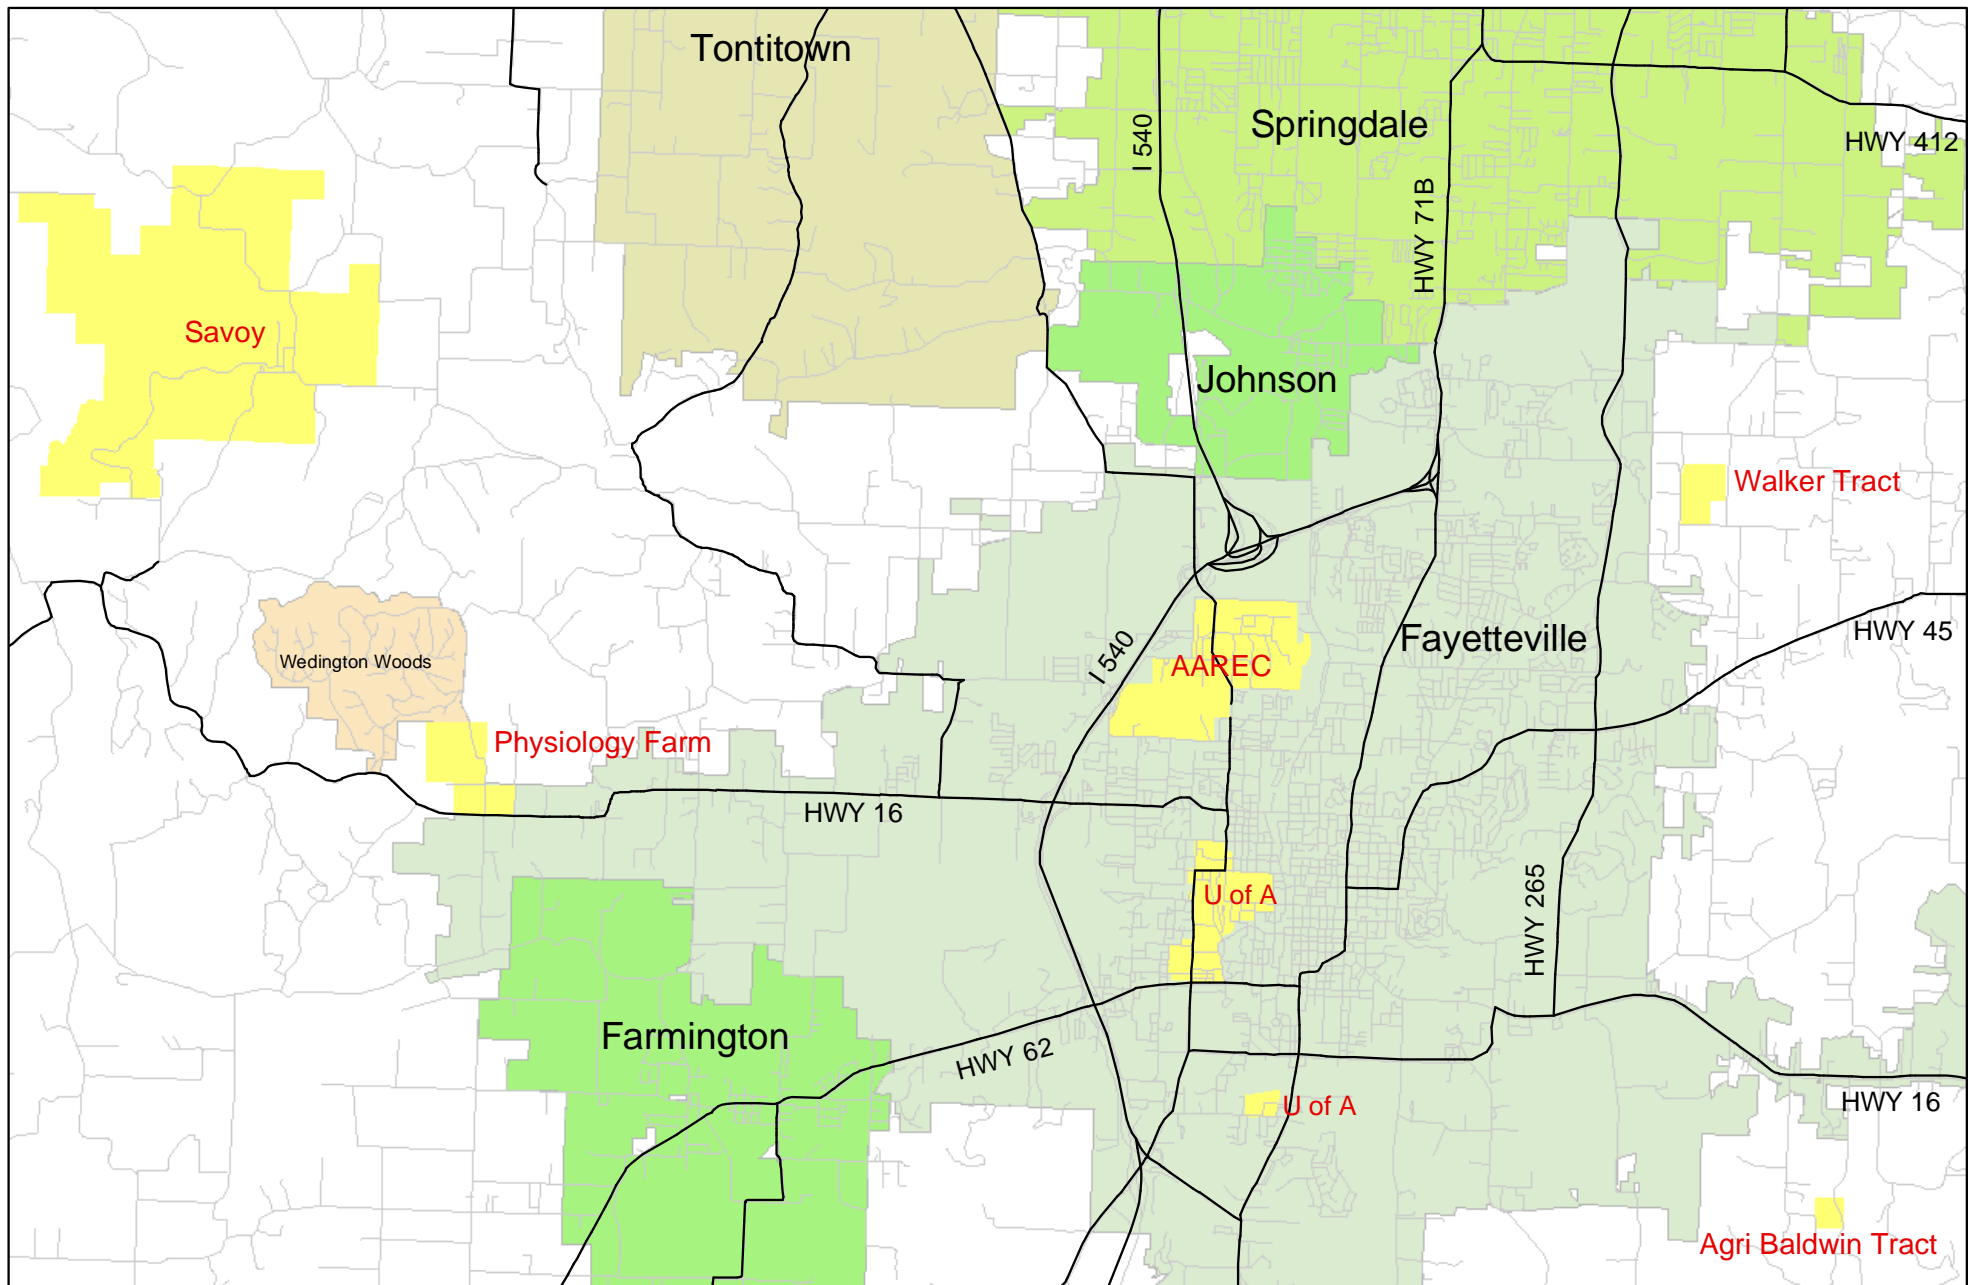 Tontitown
Springdale
I 540
HWY 412
HWY 71B
Savoy
Johnson
Walker Tract
Fayetteville
HWY 45
I 540
AAREC
Wedington Woods
Physiology Farm
HWY 16
U of A
HWY 265
Farmington
HWY 62
U of A
HWY 16
Agri Baldwin Tract